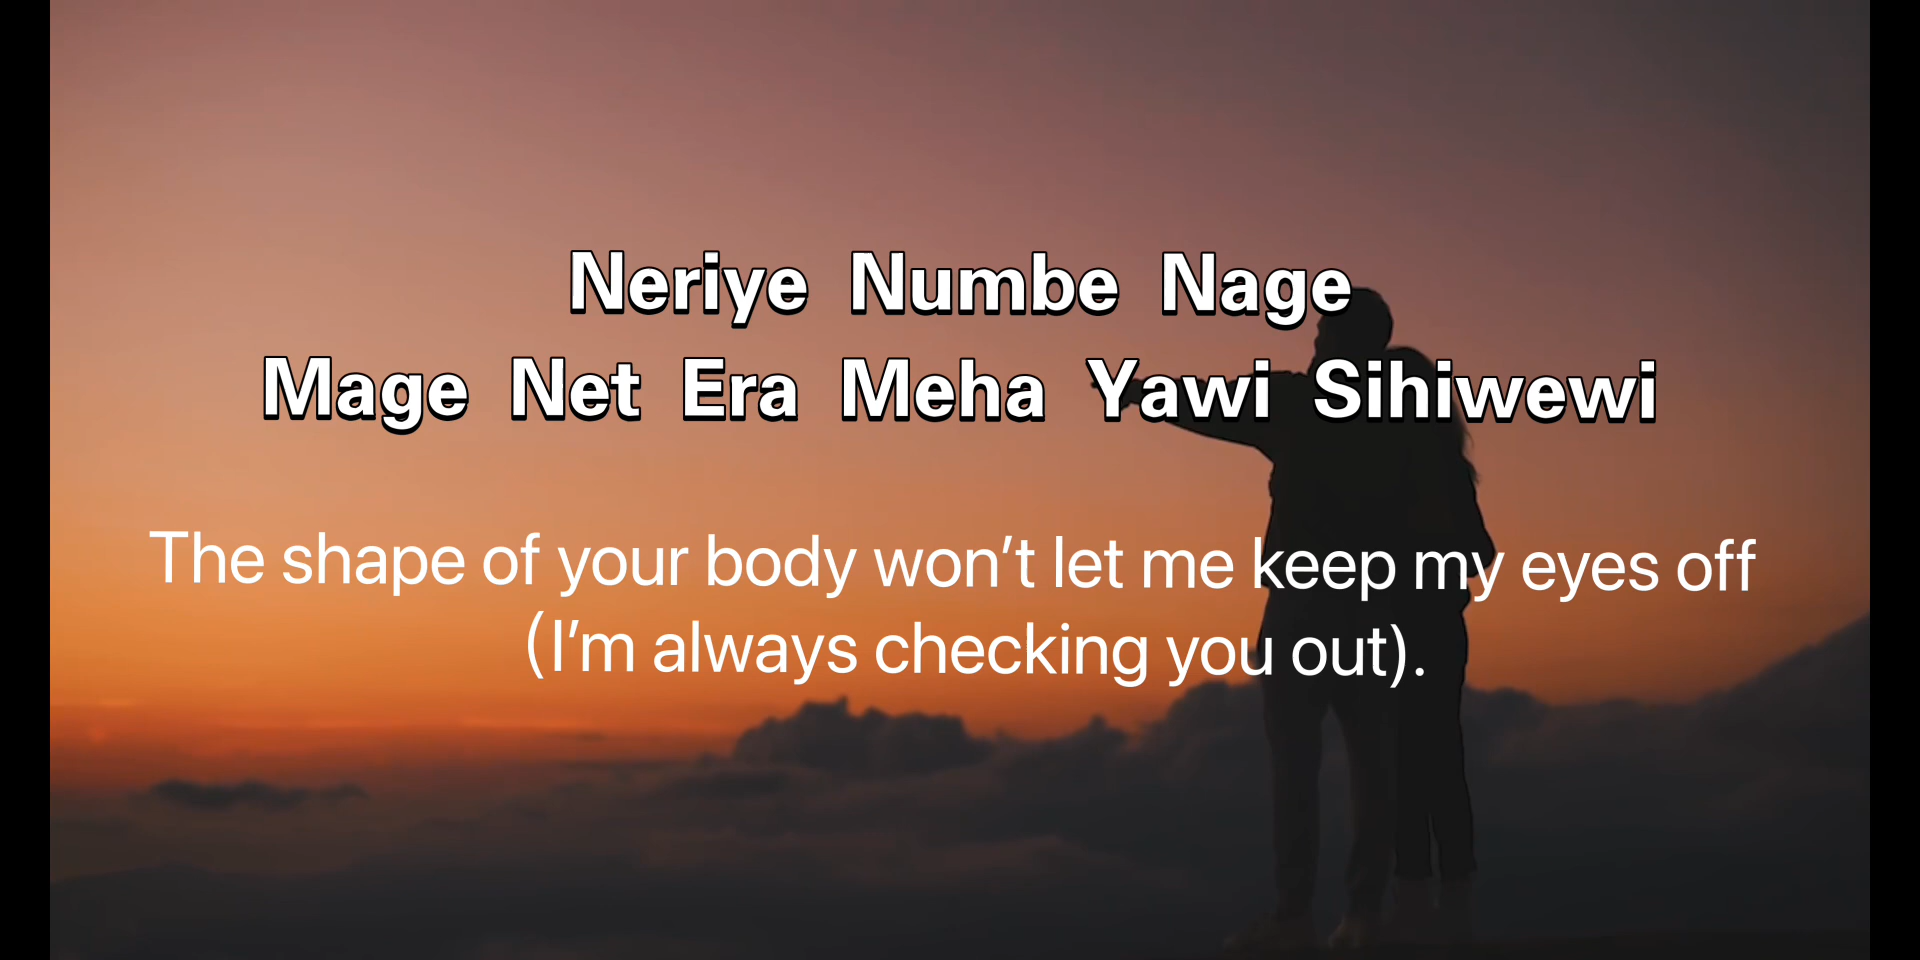 Neriye Numbe Nage
Mage Net Era Meha Yawi Sihiwewi
The shape of your body won’t let me keep my eyes off
(I’m always checking you out).